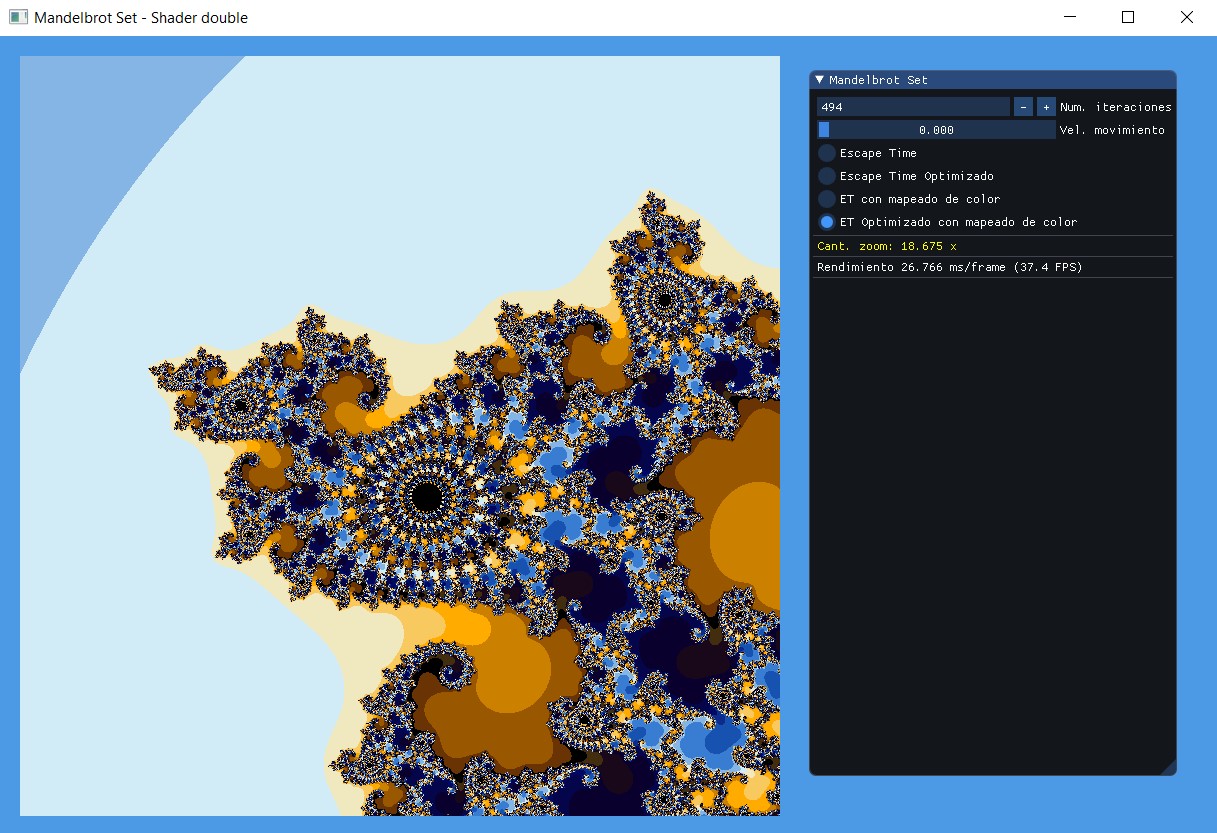 Mandelbrot Set - Shader double
Mandelbrot Set
494 - + Num. iteraciones
0.000 Vel. movimiento
Escape Time
Escape Time Optimizado
ET con mapeado de color
ET Optimizado con mapeado de color
Cant. zoom: 18.675 x
Rendimiento 26.766 ms/frame (37.4 FPS)